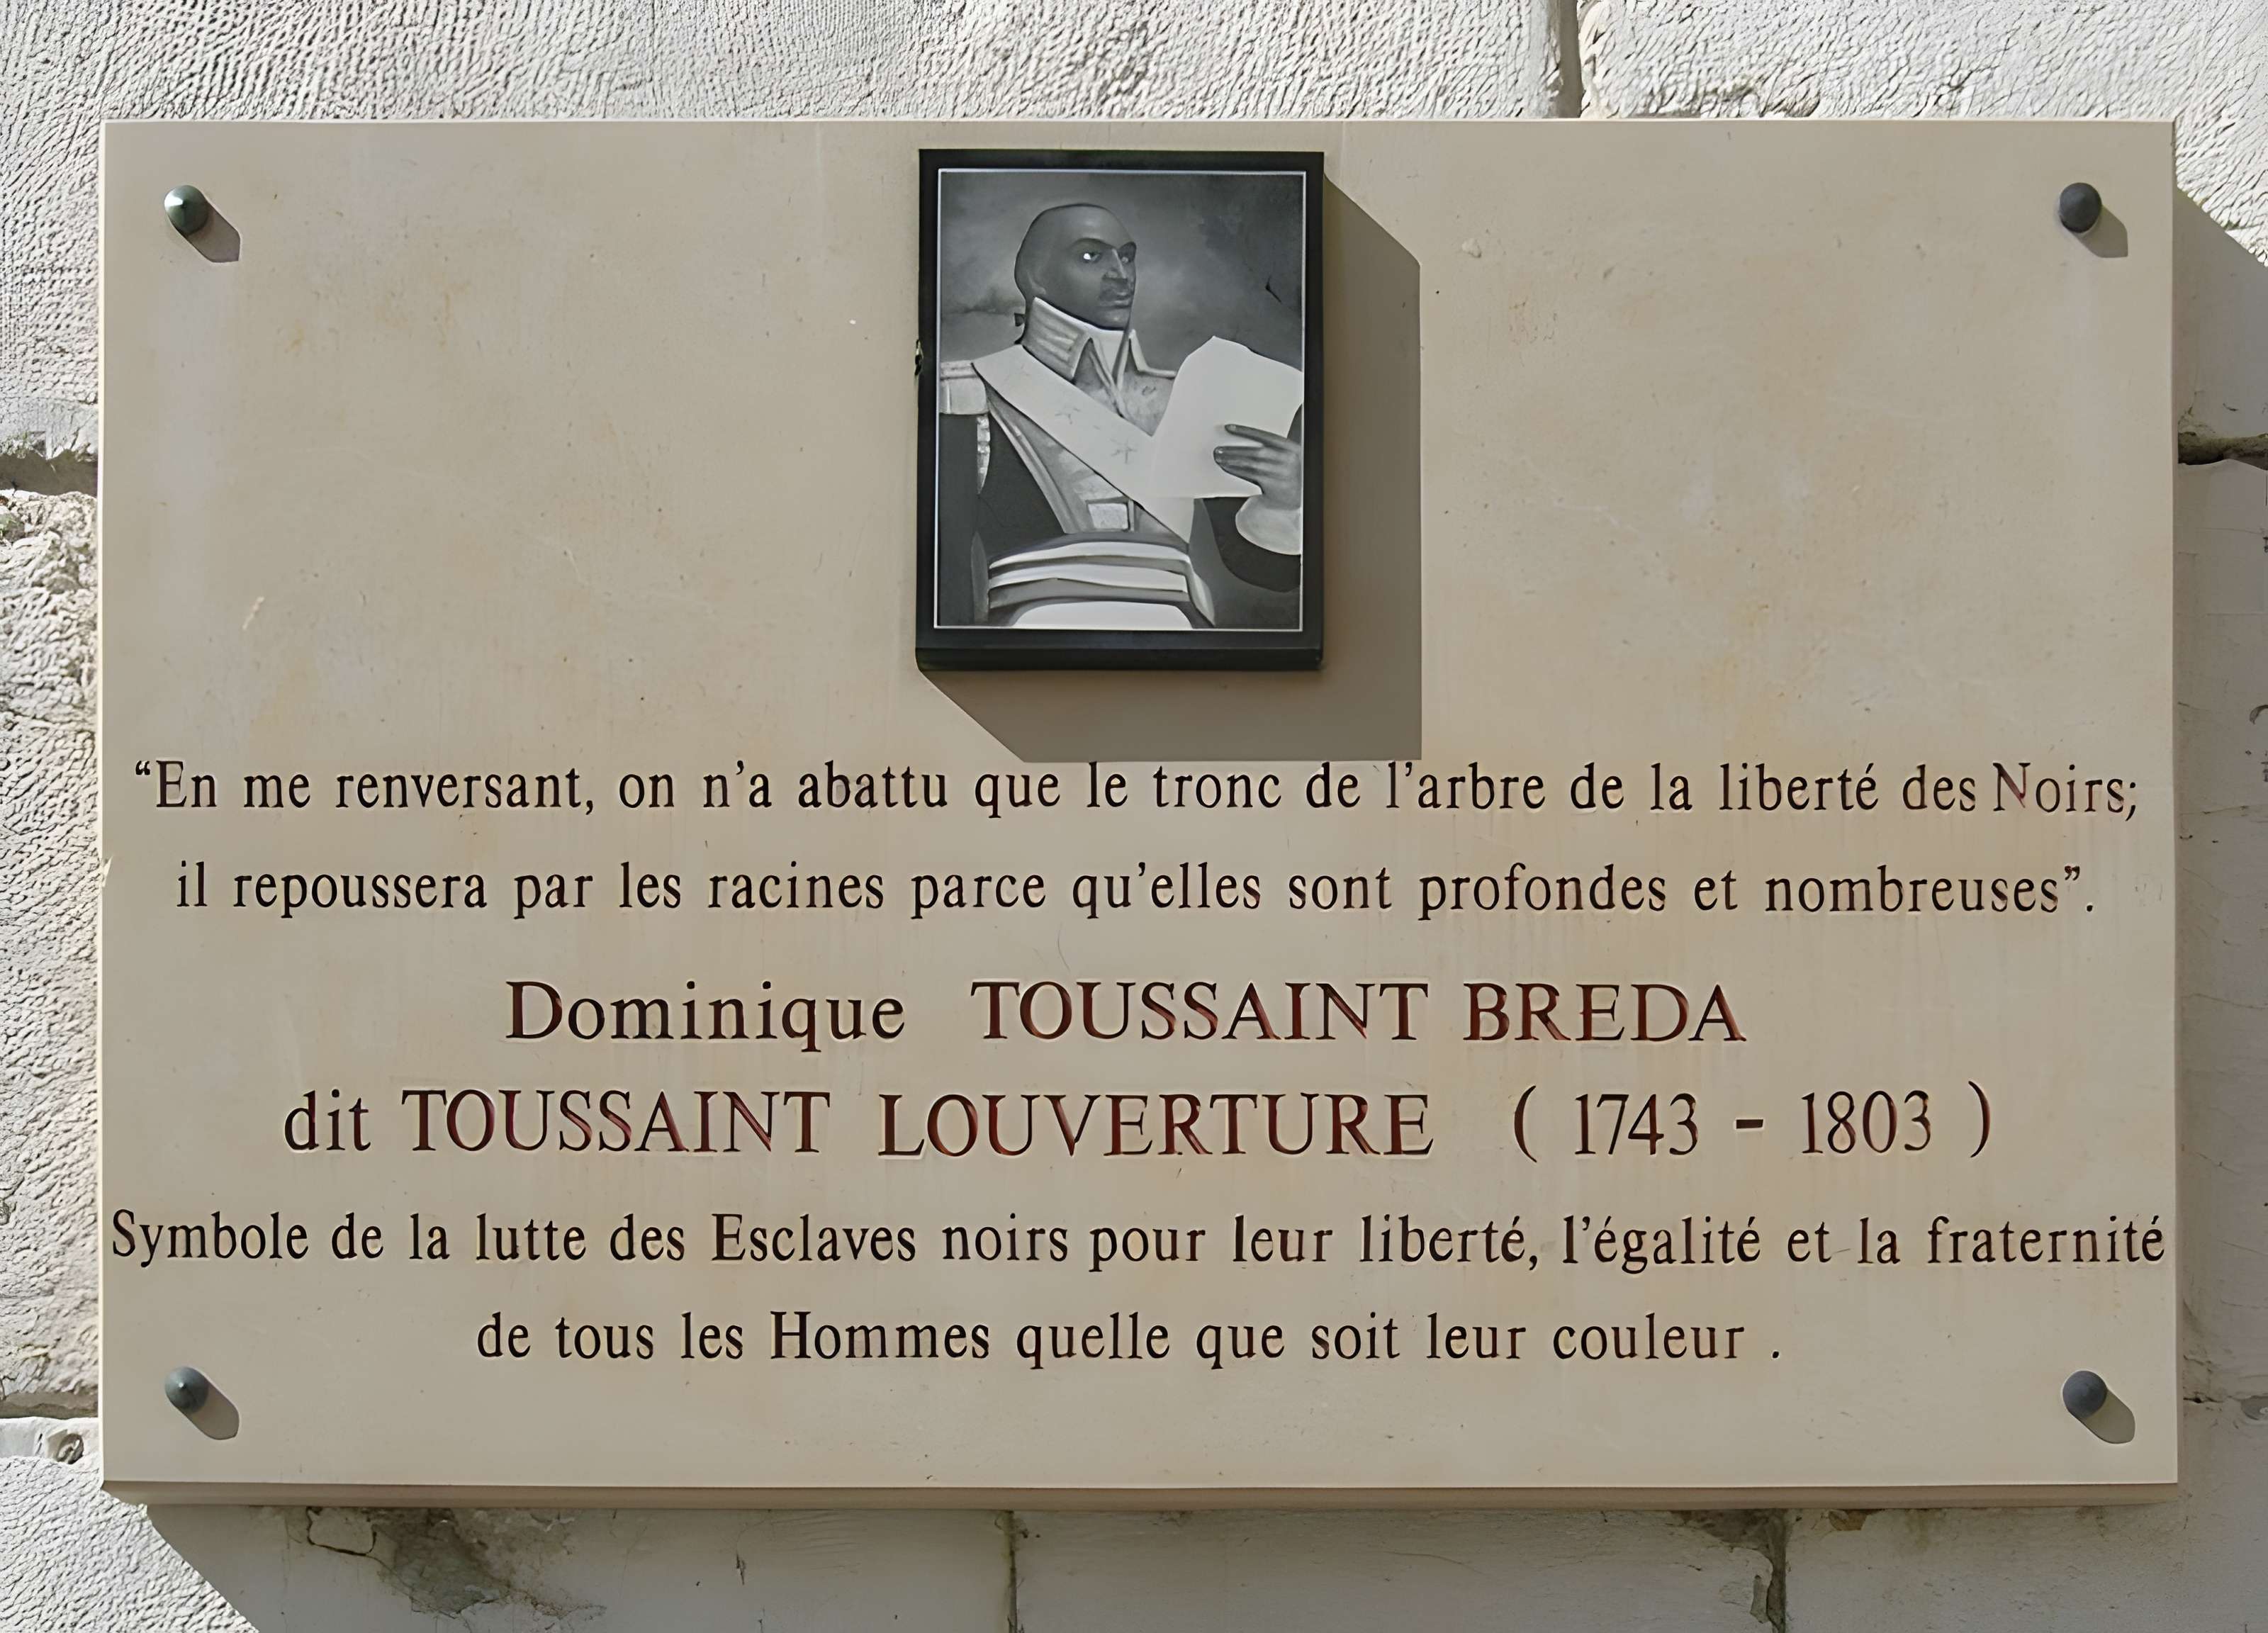 “En me renversant, on n’a abattu que le tronc de l’arbre de la liberté des Noirs;
il repoussera par les racines parce qu’elles sont profondes et nombreuses”.
Dominique TOUSSAINT BREDA
dit TOUSSAINT LOUVERTURE ( 1743 - 1803 )
Symbole de la lutte des Esclaves noirs pour leur liberté, l’égalité et la fraternité
de tous les Hommes quelle que soit leur couleur .